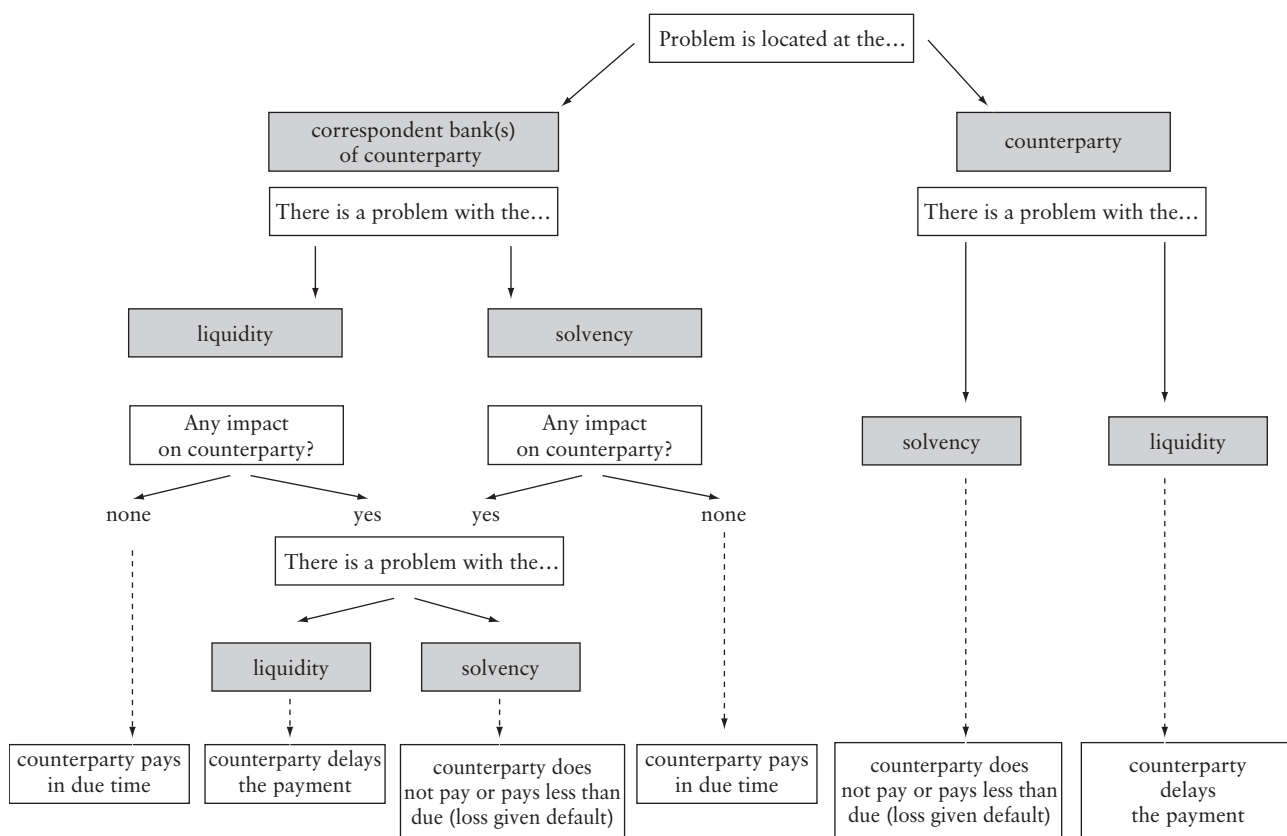 Problem is located at the…
correspondent bank(s)
of counterparty
counterparty
There is a problem with the…
There is a problem with the…
liquidity
solvency
Any impact
on counterparty?
Any impact
on counterparty?
solvency
liquidity
none
yes
yes
none
There is a problem with the…
liquidity
solvency
counterparty pays
in due time
counterparty delays
the payment
counterparty does
not pay or pays less than
due (loss given default)
counterparty pays
in due time
counterparty does
not pay or pays less than
due (loss given default)
counterparty
delays
the payment